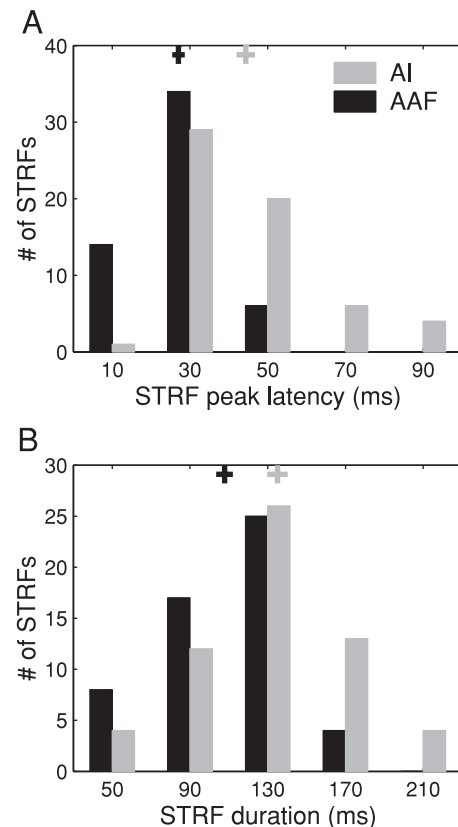 A
40
30
20
10
0
# of STRFs
AI
AAF
10 30 50 70 90
STRF peak latency (ms)
B
30
25
20
15
10
5
0
# of STRFs
50 90 130 170 210
STRF duration (ms)